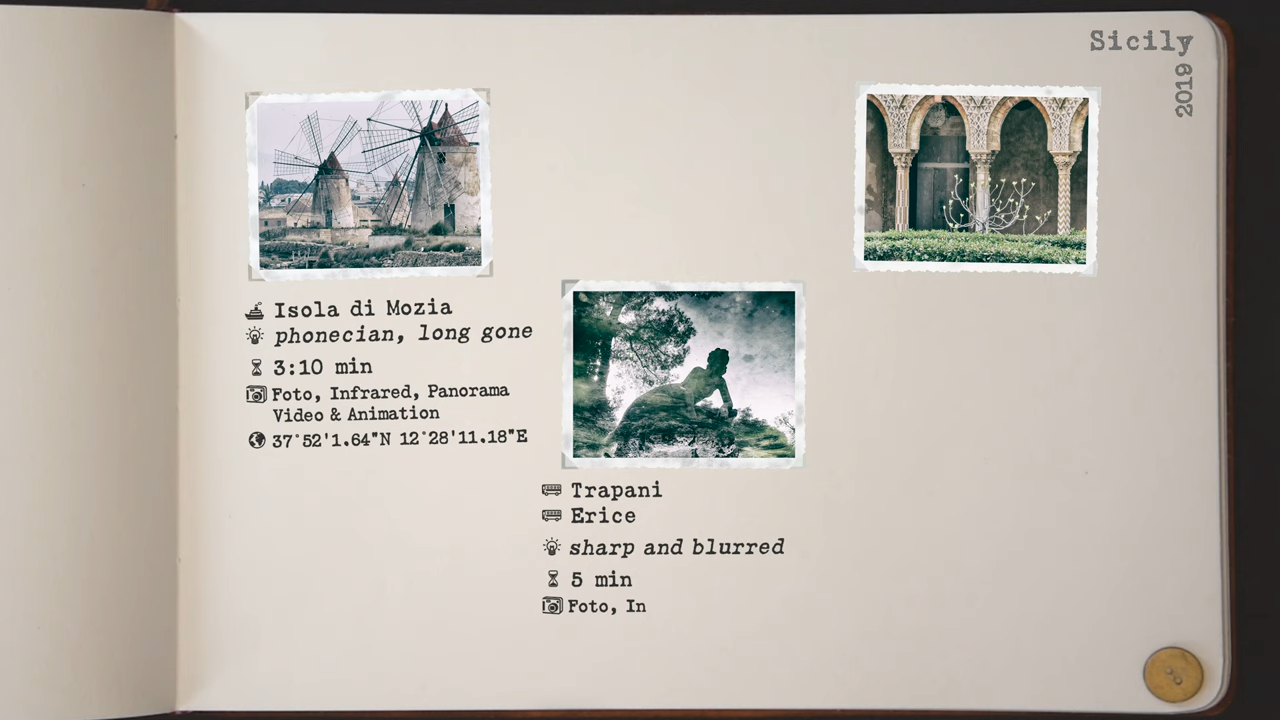 Sicily
2019
Isola di Mozia
phonecian, long gone
3:10 min
Foto, Infrared, Panorama
Video & Animation
37°52'1.64"N 12°28'11.18"E
Trapani
Erice
sharp and blurred
5 min
Foto, In